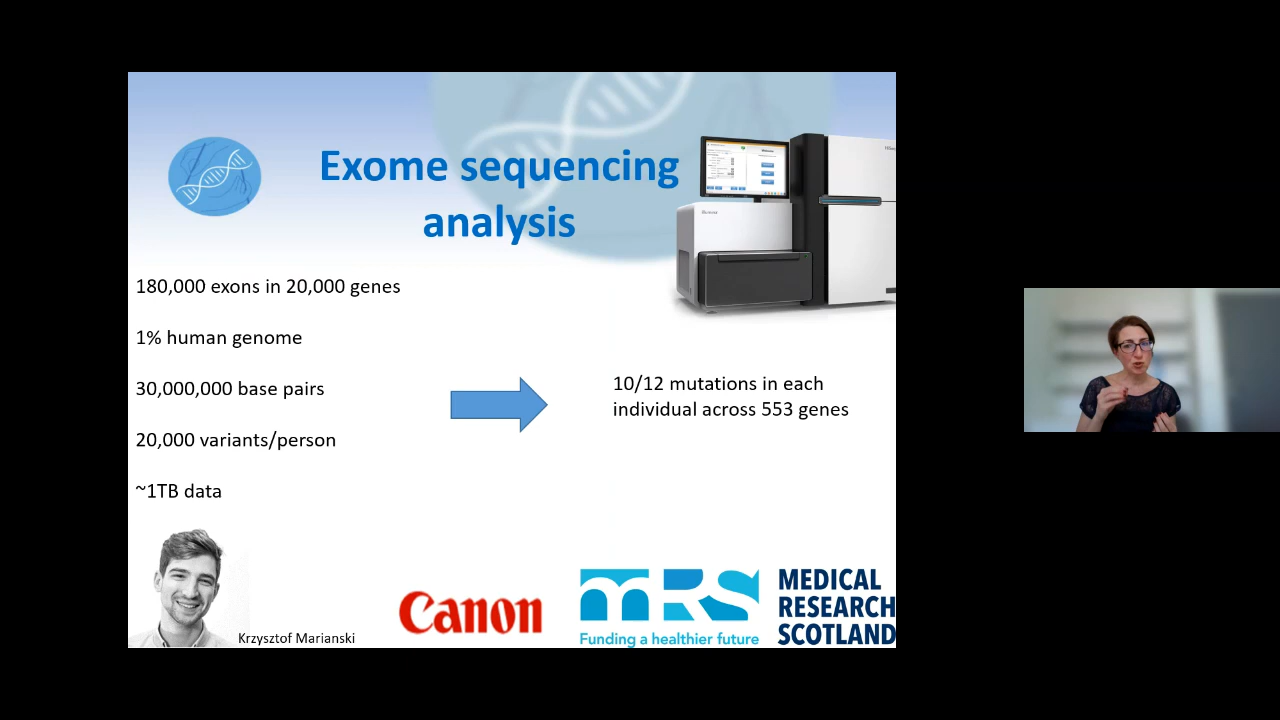 Exome sequencing
analysis
180,000 exons in 20,000 genes
1% human genome
30,000,000 base pairs
20,000 variants/person
~1TB data
10/12 mutations in each
individual across 553 genes
Krzysztof Marianski
Canon
mRS
Funding a healthier future
MEDICAL
RESEARCH
SCOTLAND